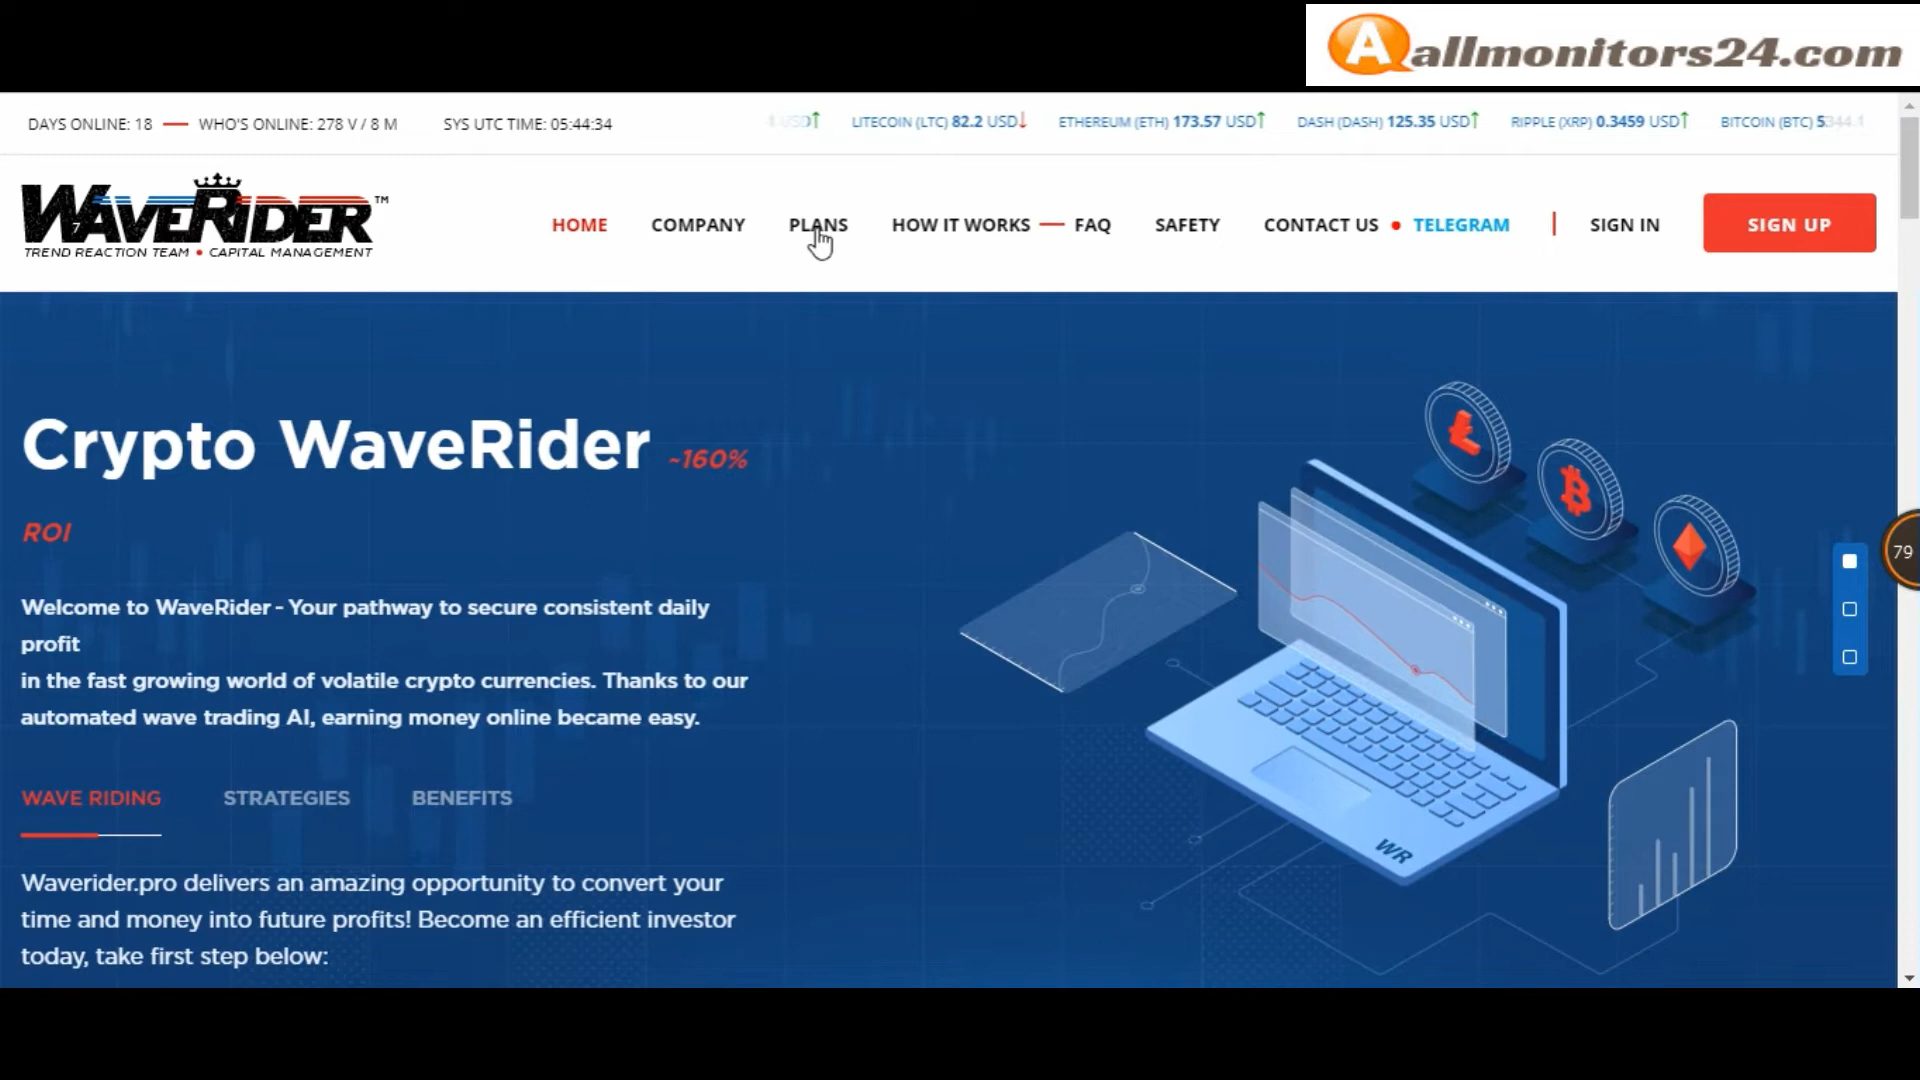 Aallmonitors24.com
DAYS ONLINE: 18 WHO'S ONLINE: 278 V / 8 M SYS UTC TIME: 05:44:34 USD↑ LITECOIN (LTC) 82.2 USD↓ ETHEREUM (ETH) 173.57 USD↑ DASH (DASH) 125.35 USD↑ RIPPLE (XRP) 0.3459 USD↑ BITCOIN (BTC)
WAVERIDER™
TREND REACTION TEAM • CAPITAL MANAGEMENT
HOME COMPANY PLANS HOW IT WORKS — FAQ SAFETY CONTACT US • TELEGRAM | SIGN IN SIGN UP
Crypto WaveRider ~160%
ROI
Welcome to WaveRider - Your pathway to secure consistent daily
profit
in the fast growing world of volatile crypto currencies. Thanks to our
automated wave trading AI, earning money online became easy.
WAVE RIDING STRATEGIES BENEFITS
Waverider.pro delivers an amazing opportunity to convert your
time and money into future profits! Become an efficient investor
today, take first step below:
WR
79